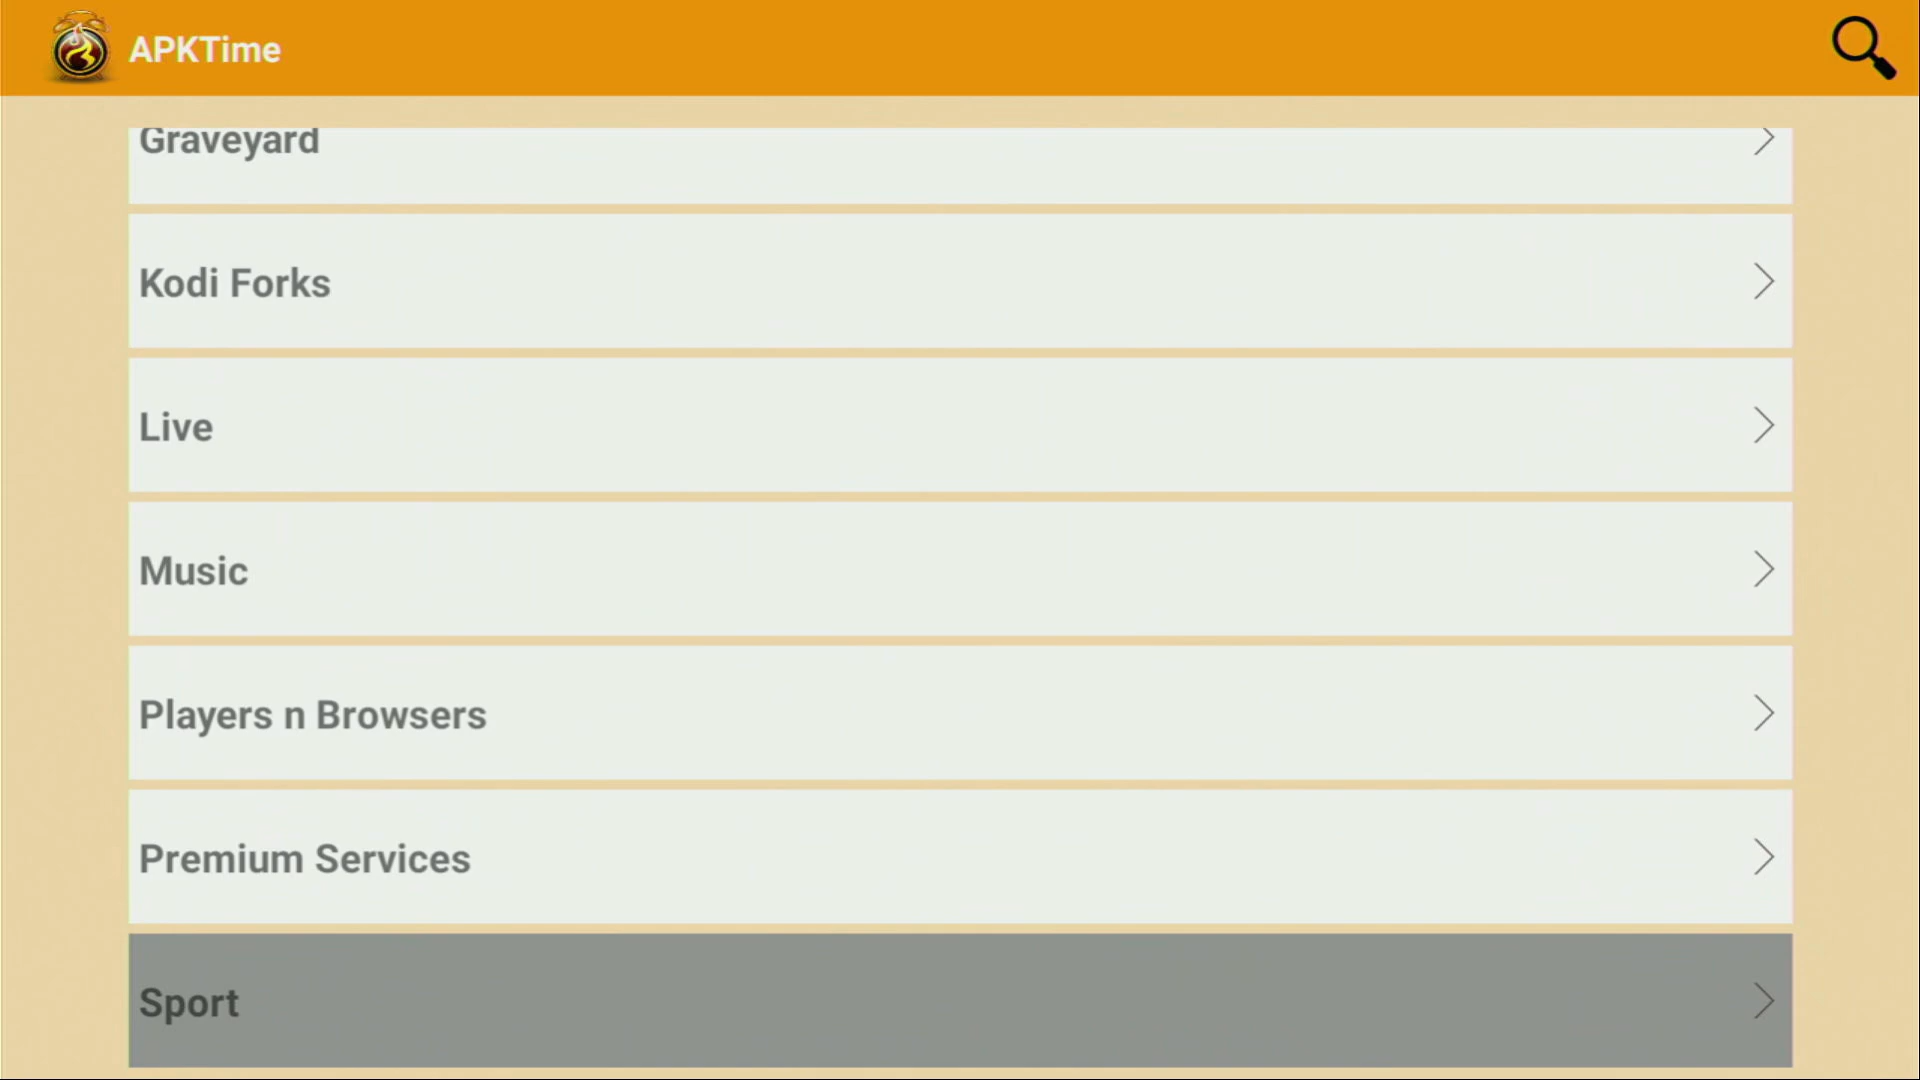 APKTime
Graveyard
Kodi Forks
Live
Music
Players n Browsers
Premium Services
Sport